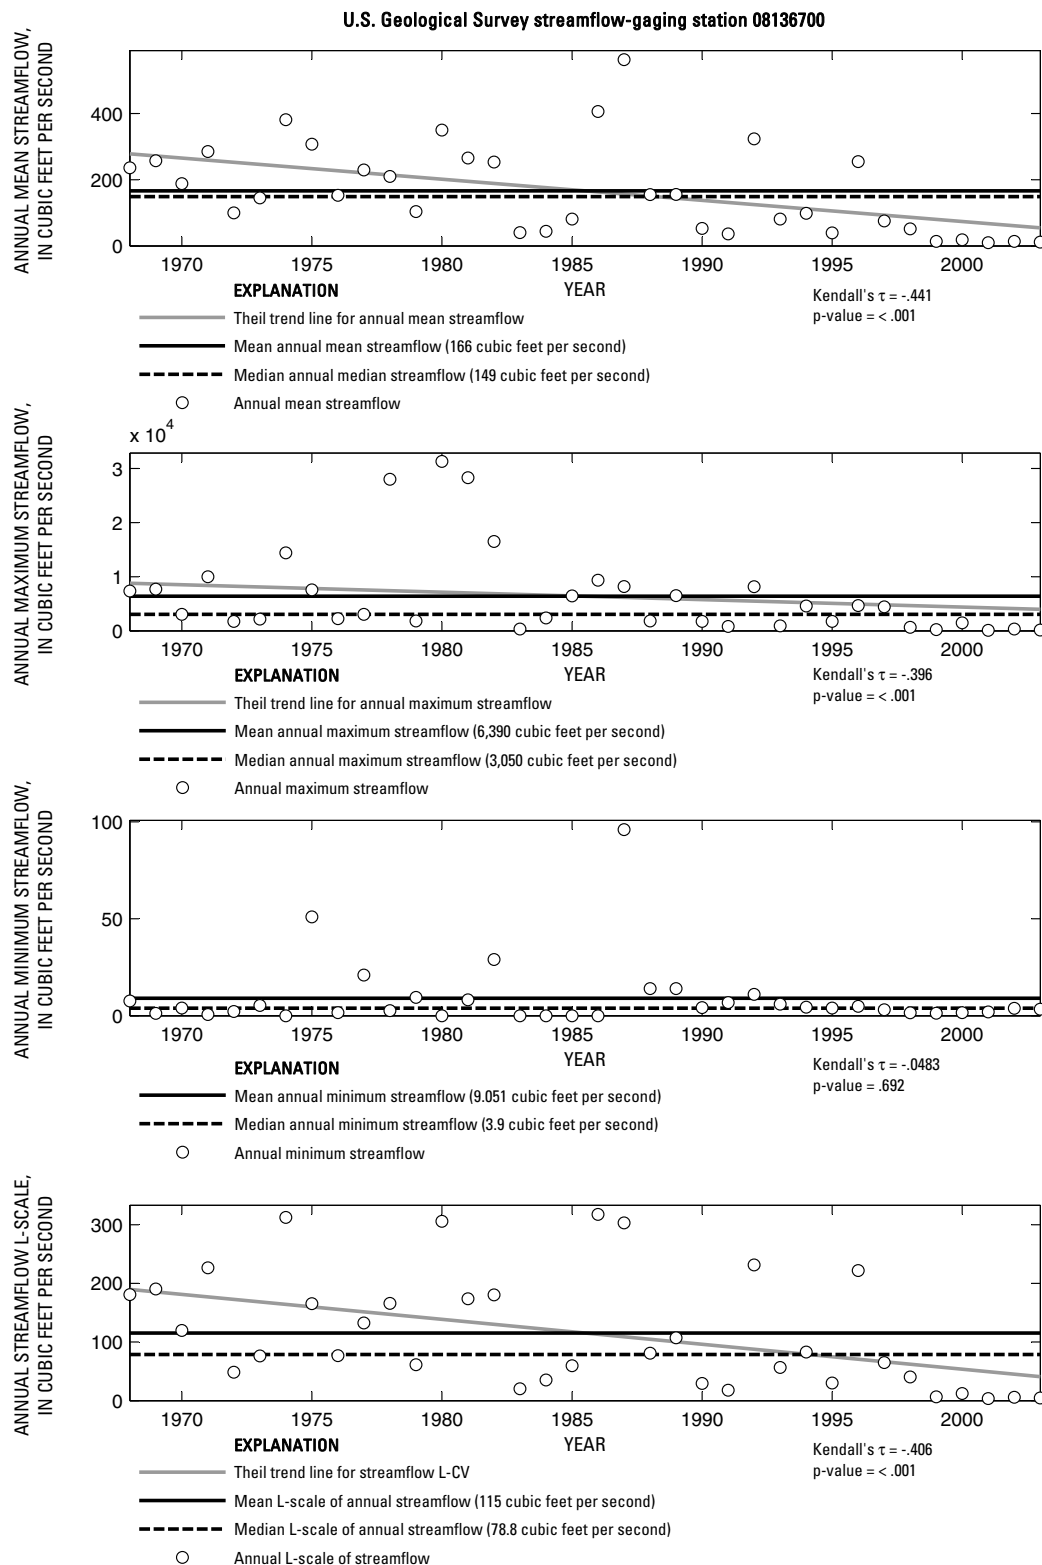 U.S. Geological Survey streamflow-gaging station 08136700
ANNUAL MEAN STREAMFLOW,
IN CUBIC FEET PER SECOND
400
200
0
1970 1975 1980 1985 1990 1995 2000
YEAR
EXPLANATION
Theil trend line for annual mean streamflow
Mean annual mean streamflow (166 cubic feet per second)
Median annual median streamflow (149 cubic feet per second)
Annual mean streamflow
Kendall's τ = -.441
p-value = < .001
ANNUAL MAXIMUM STREAMFLOW,
IN CUBIC FEET PER SECOND
x 10^4
3
2
1
0
1970 1975 1980 1985 1990 1995 2000
YEAR
EXPLANATION
Theil trend line for annual maximum streamflow
Mean annual maximum streamflow (6,390 cubic feet per second)
Median annual maximum streamflow (3,050 cubic feet per second)
Annual maximum streamflow
Kendall's τ = -.396
p-value = < .001
ANNUAL MINIMUM STREAMFLOW,
IN CUBIC FEET PER SECOND
100
50
0
1970 1975 1980 1985 1990 1995 2000
YEAR
EXPLANATION
Mean annual minimum streamflow (9.051 cubic feet per second)
Median annual minimum streamflow (3.9 cubic feet per second)
Annual minimum streamflow
Kendall's τ = -.0483
p-value = .692
ANNUAL STREAMFLOW L-SCALE,
IN CUBIC FEET PER SECOND
300
200
100
0
1970 1975 1980 1985 1990 1995 2000
YEAR
EXPLANATION
Theil trend line for streamflow L-CV
Mean L-scale of annual streamflow (115 cubic feet per second)
Median L-scale of annual streamflow (78.8 cubic feet per second)
Annual L-scale of streamflow
Kendall's τ = -.406
p-value = < .001